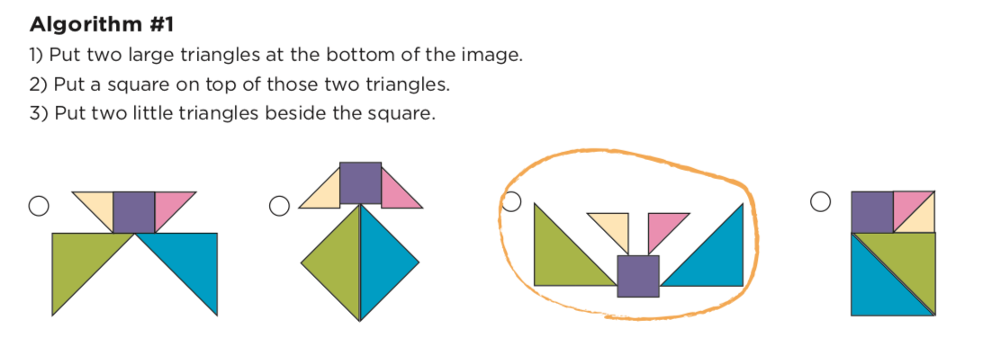 Algorithm #1
1) Put two large triangles at the bottom of the image.
2) Put a square on top of those two triangles.
3) Put two little triangles beside the square.